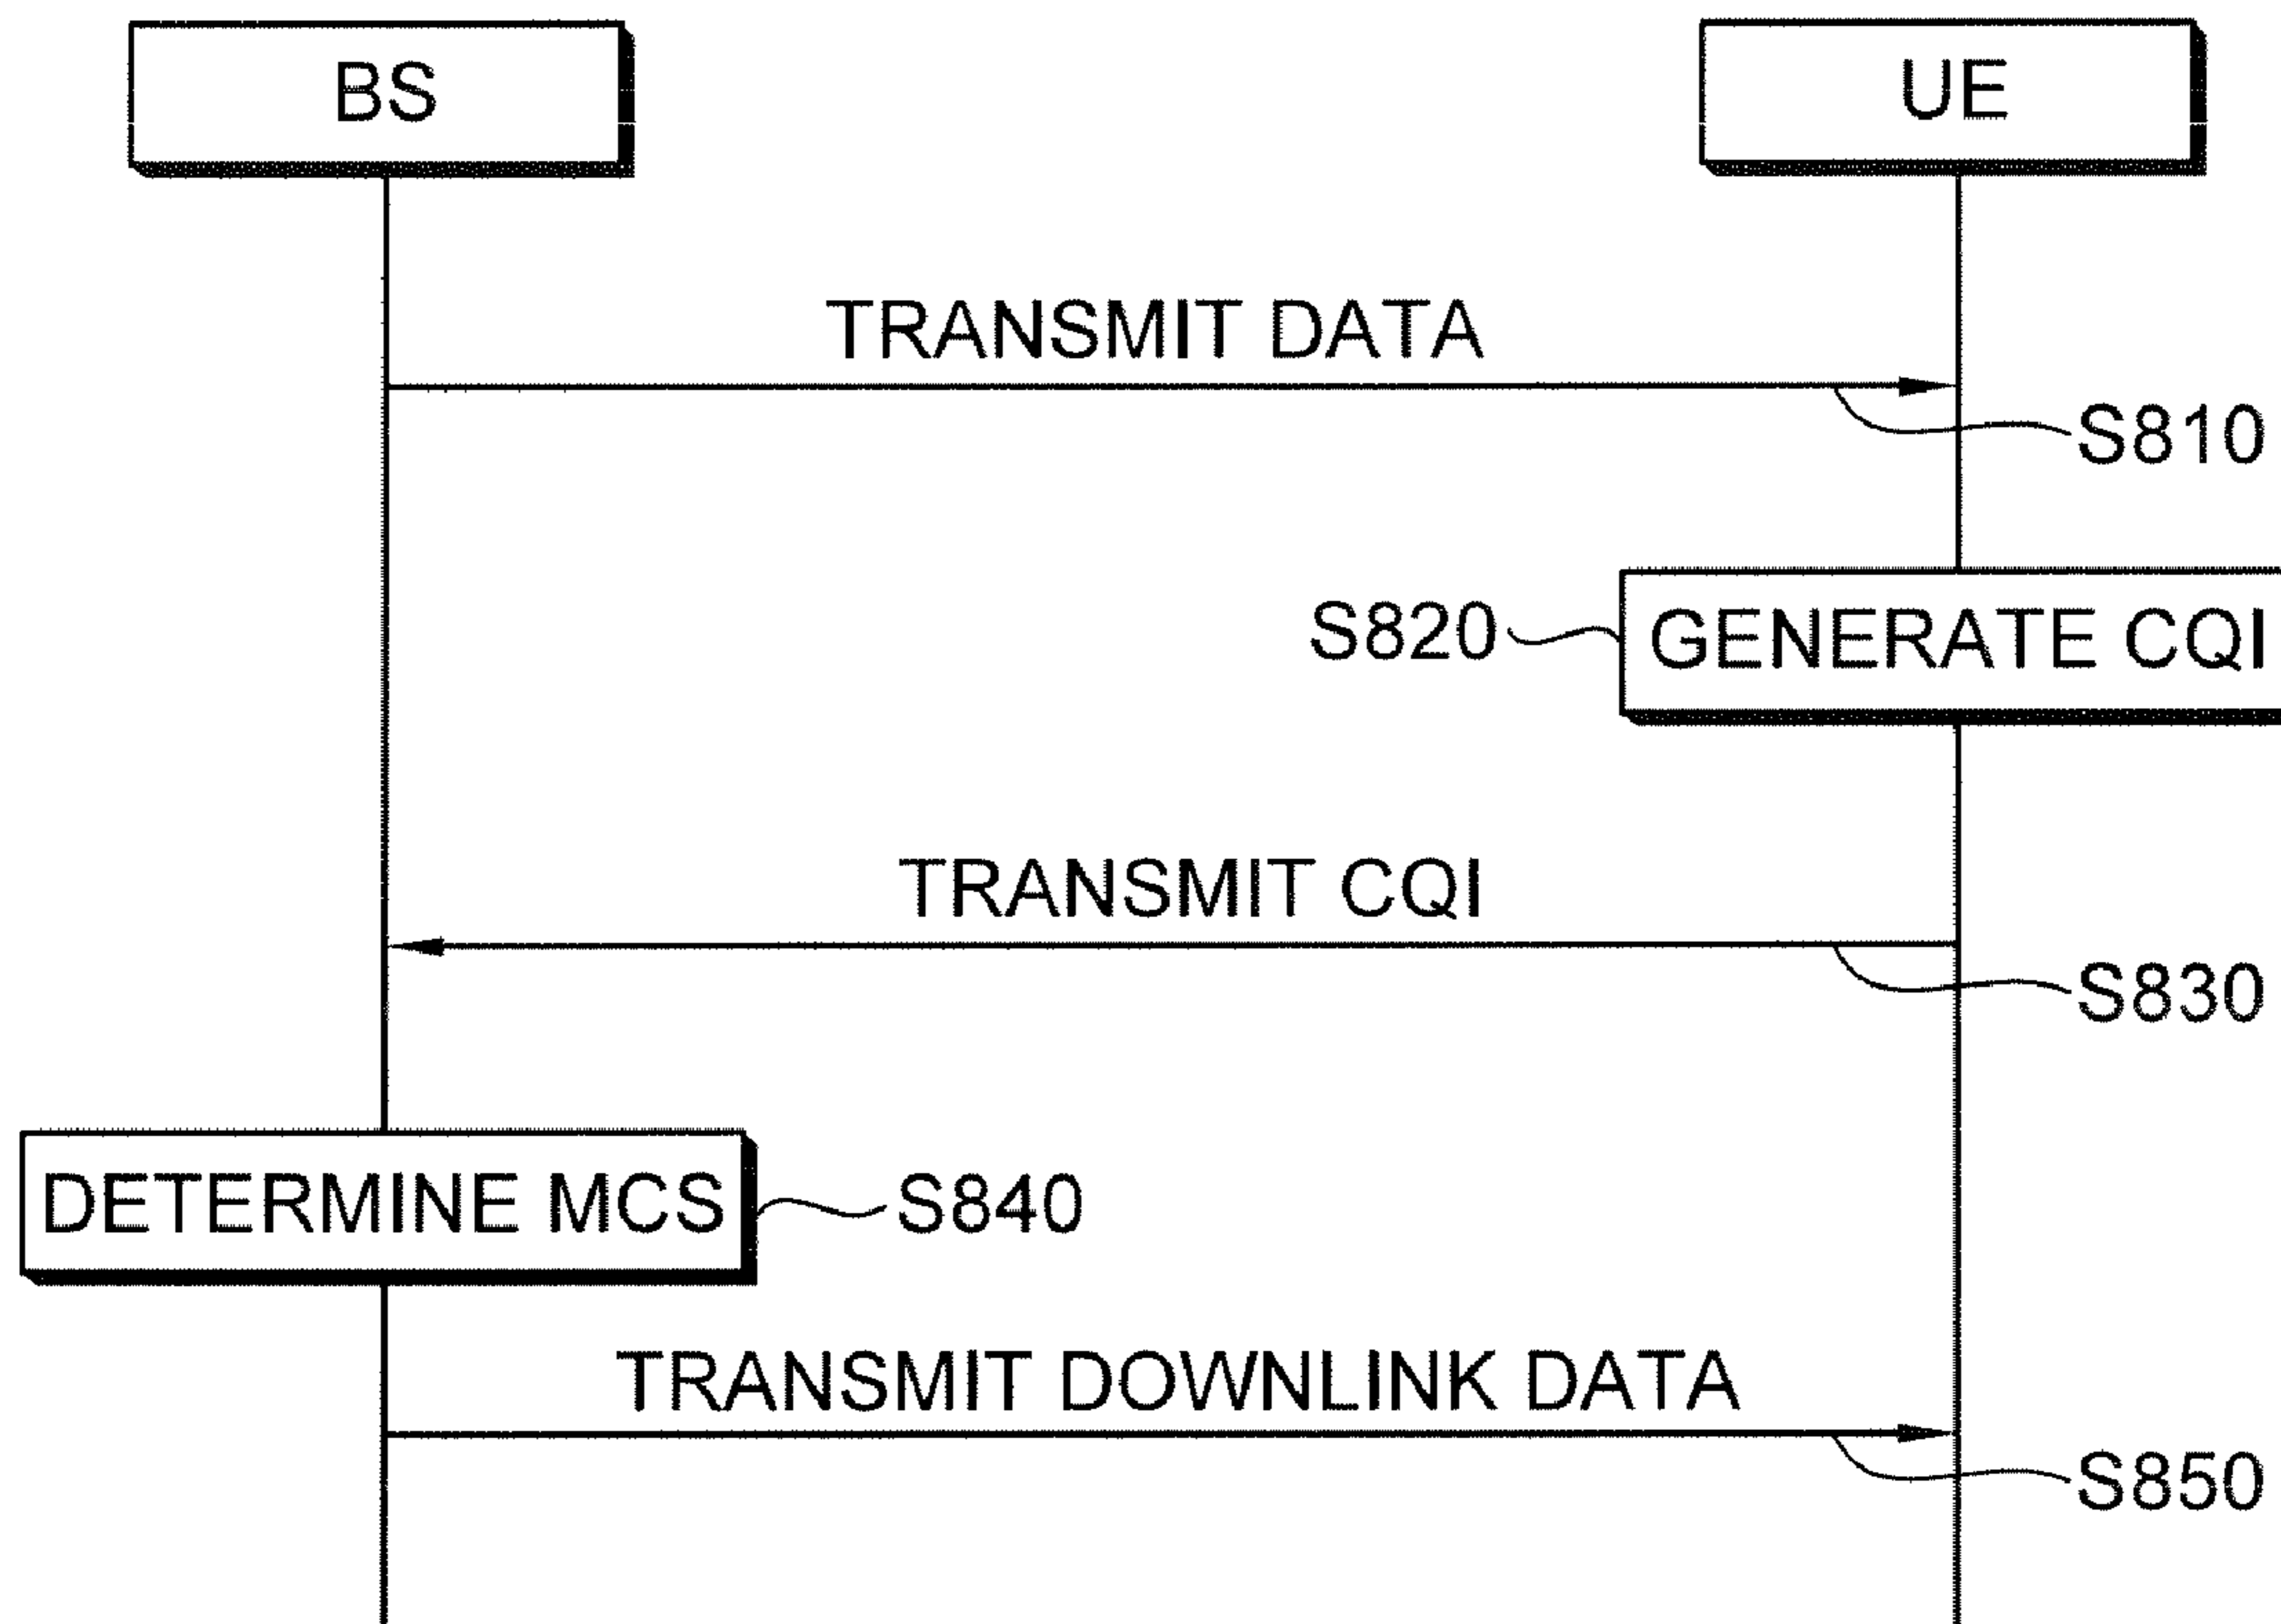 BS
UE
TRANSMIT DATA
S810
S820
GENERATE CQI
TRANSMIT CQI
S830
DETERMINE MCS
S840
TRANSMIT DOWNLINK DATA
S850